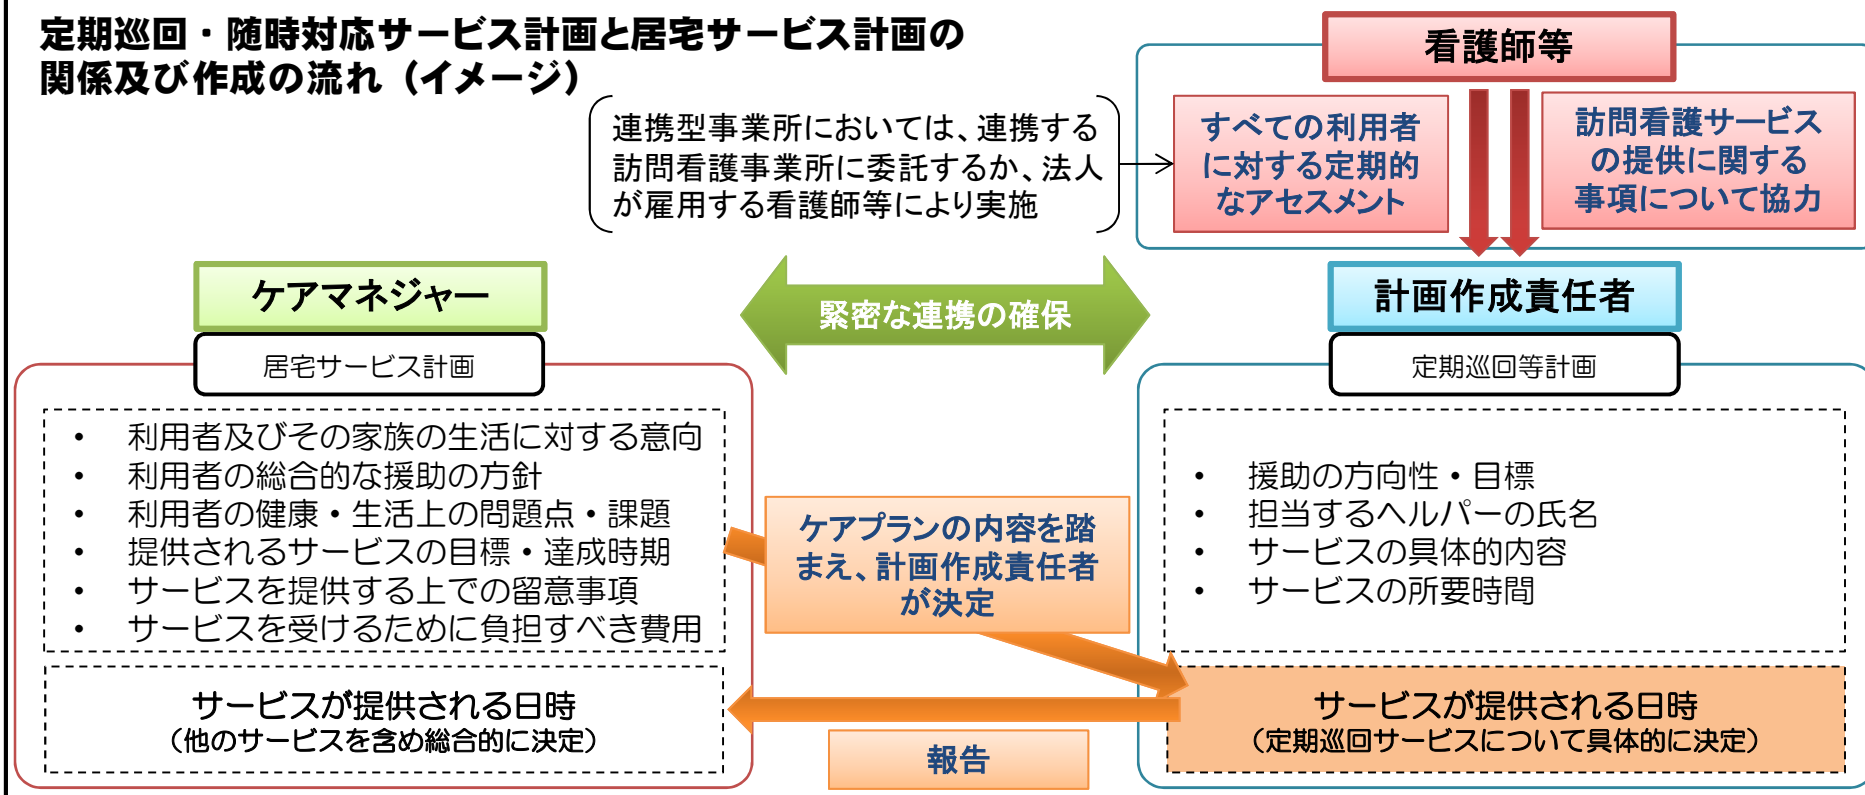 定期巡回・随時対応サービス計画と居宅サービス計画の
関係及び作成の流れ（イメージ）
看護師等
連携型事業所においては、連携する
訪問看護事業所に委託するか、法人
が雇用する看護師等により実施
すべての利用者
に対する定期的
なアセスメント
訪問看護サービス
の提供に関する
事項について協力
ケアマネジャー
緊密な連携の確保
計画作成責任者
居宅サービス計画
定期巡回等計画
• 利用者及びその家族の生活に対する意向
• 利用者の総合的な援助の方針
• 利用者の健康・生活上の問題点・課題
• 提供されるサービスの目標・達成時期
• サービスを提供する上での留意事項
• サービスを受けるために負担すべき費用
ケアプランの内容を踏
まえ、計画作成責任者
が決定
• 援助の方向性・目標
• 担当するヘルパーの氏名
• サービスの具体的内容
• サービスの所要時間
サービスが提供される日時
（他のサービスを含め総合的に決定）
報告
サービスが提供される日時
（定期巡回サービスについて具体的に決定）